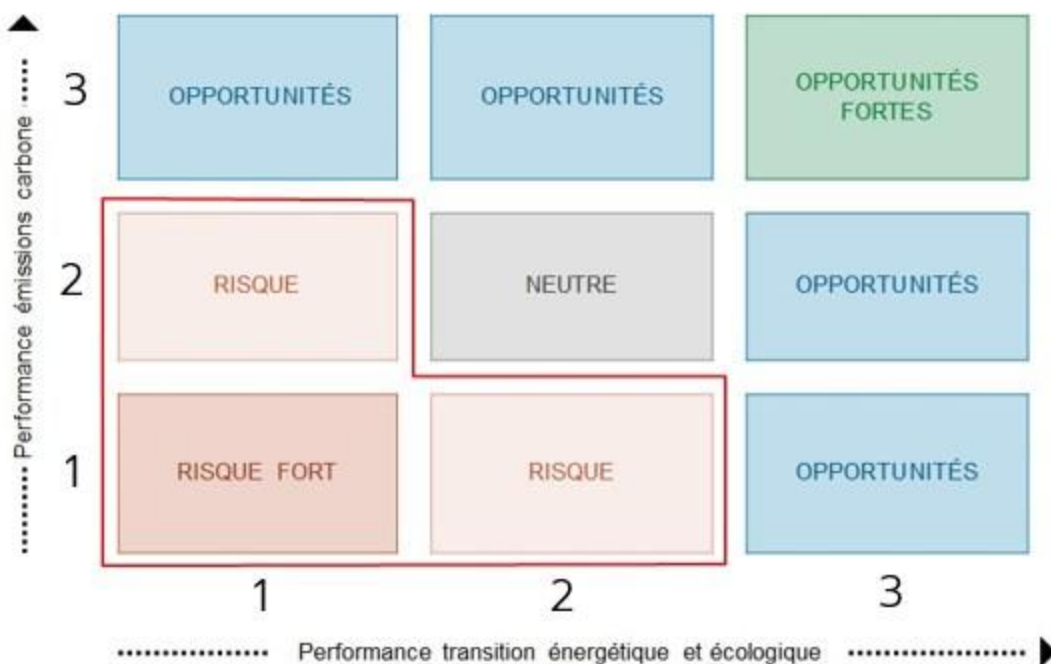 3
OPPORTUNITÉS
OPPORTUNITÉS
OPPORTUNITÉS
FORTES
2
RISQUE
NEUTRE
OPPORTUNITÉS
1
RISQUE FORT
RISQUE
OPPORTUNITÉS
1
2
3
Performance émissions carbone
Performance transition énergétique et écologique